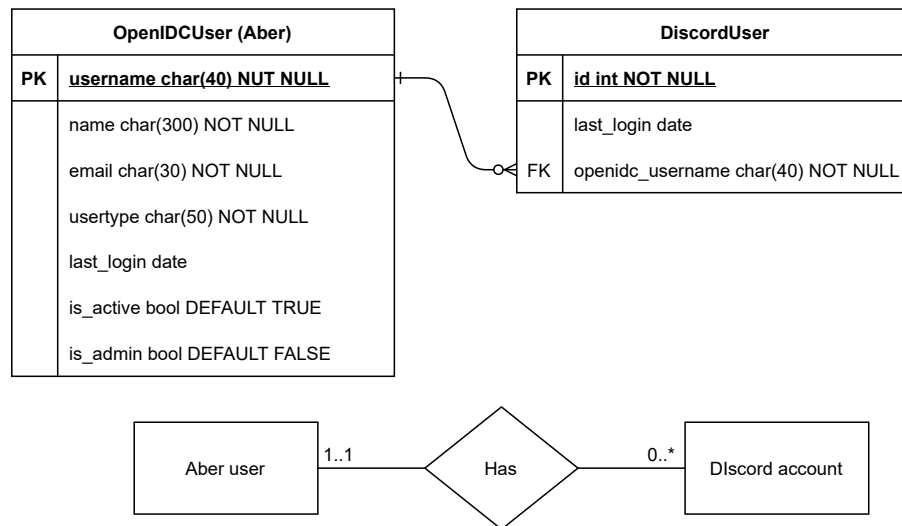 OpenIDCUser (Aber)
PK username char(40) NUT NULL
name char(300) NOT NULL
email char(30) NOT NULL
usertype char(50) NOT NULL
last_login date
is_active bool DEFAULT TRUE
is_admin bool DEFAULT FALSE
DiscordUser
PK id int NOT NULL
last_login date
FK openidc_username char(40) NOT NULL
Aber user
1..1
Has
0..*
DIscord account